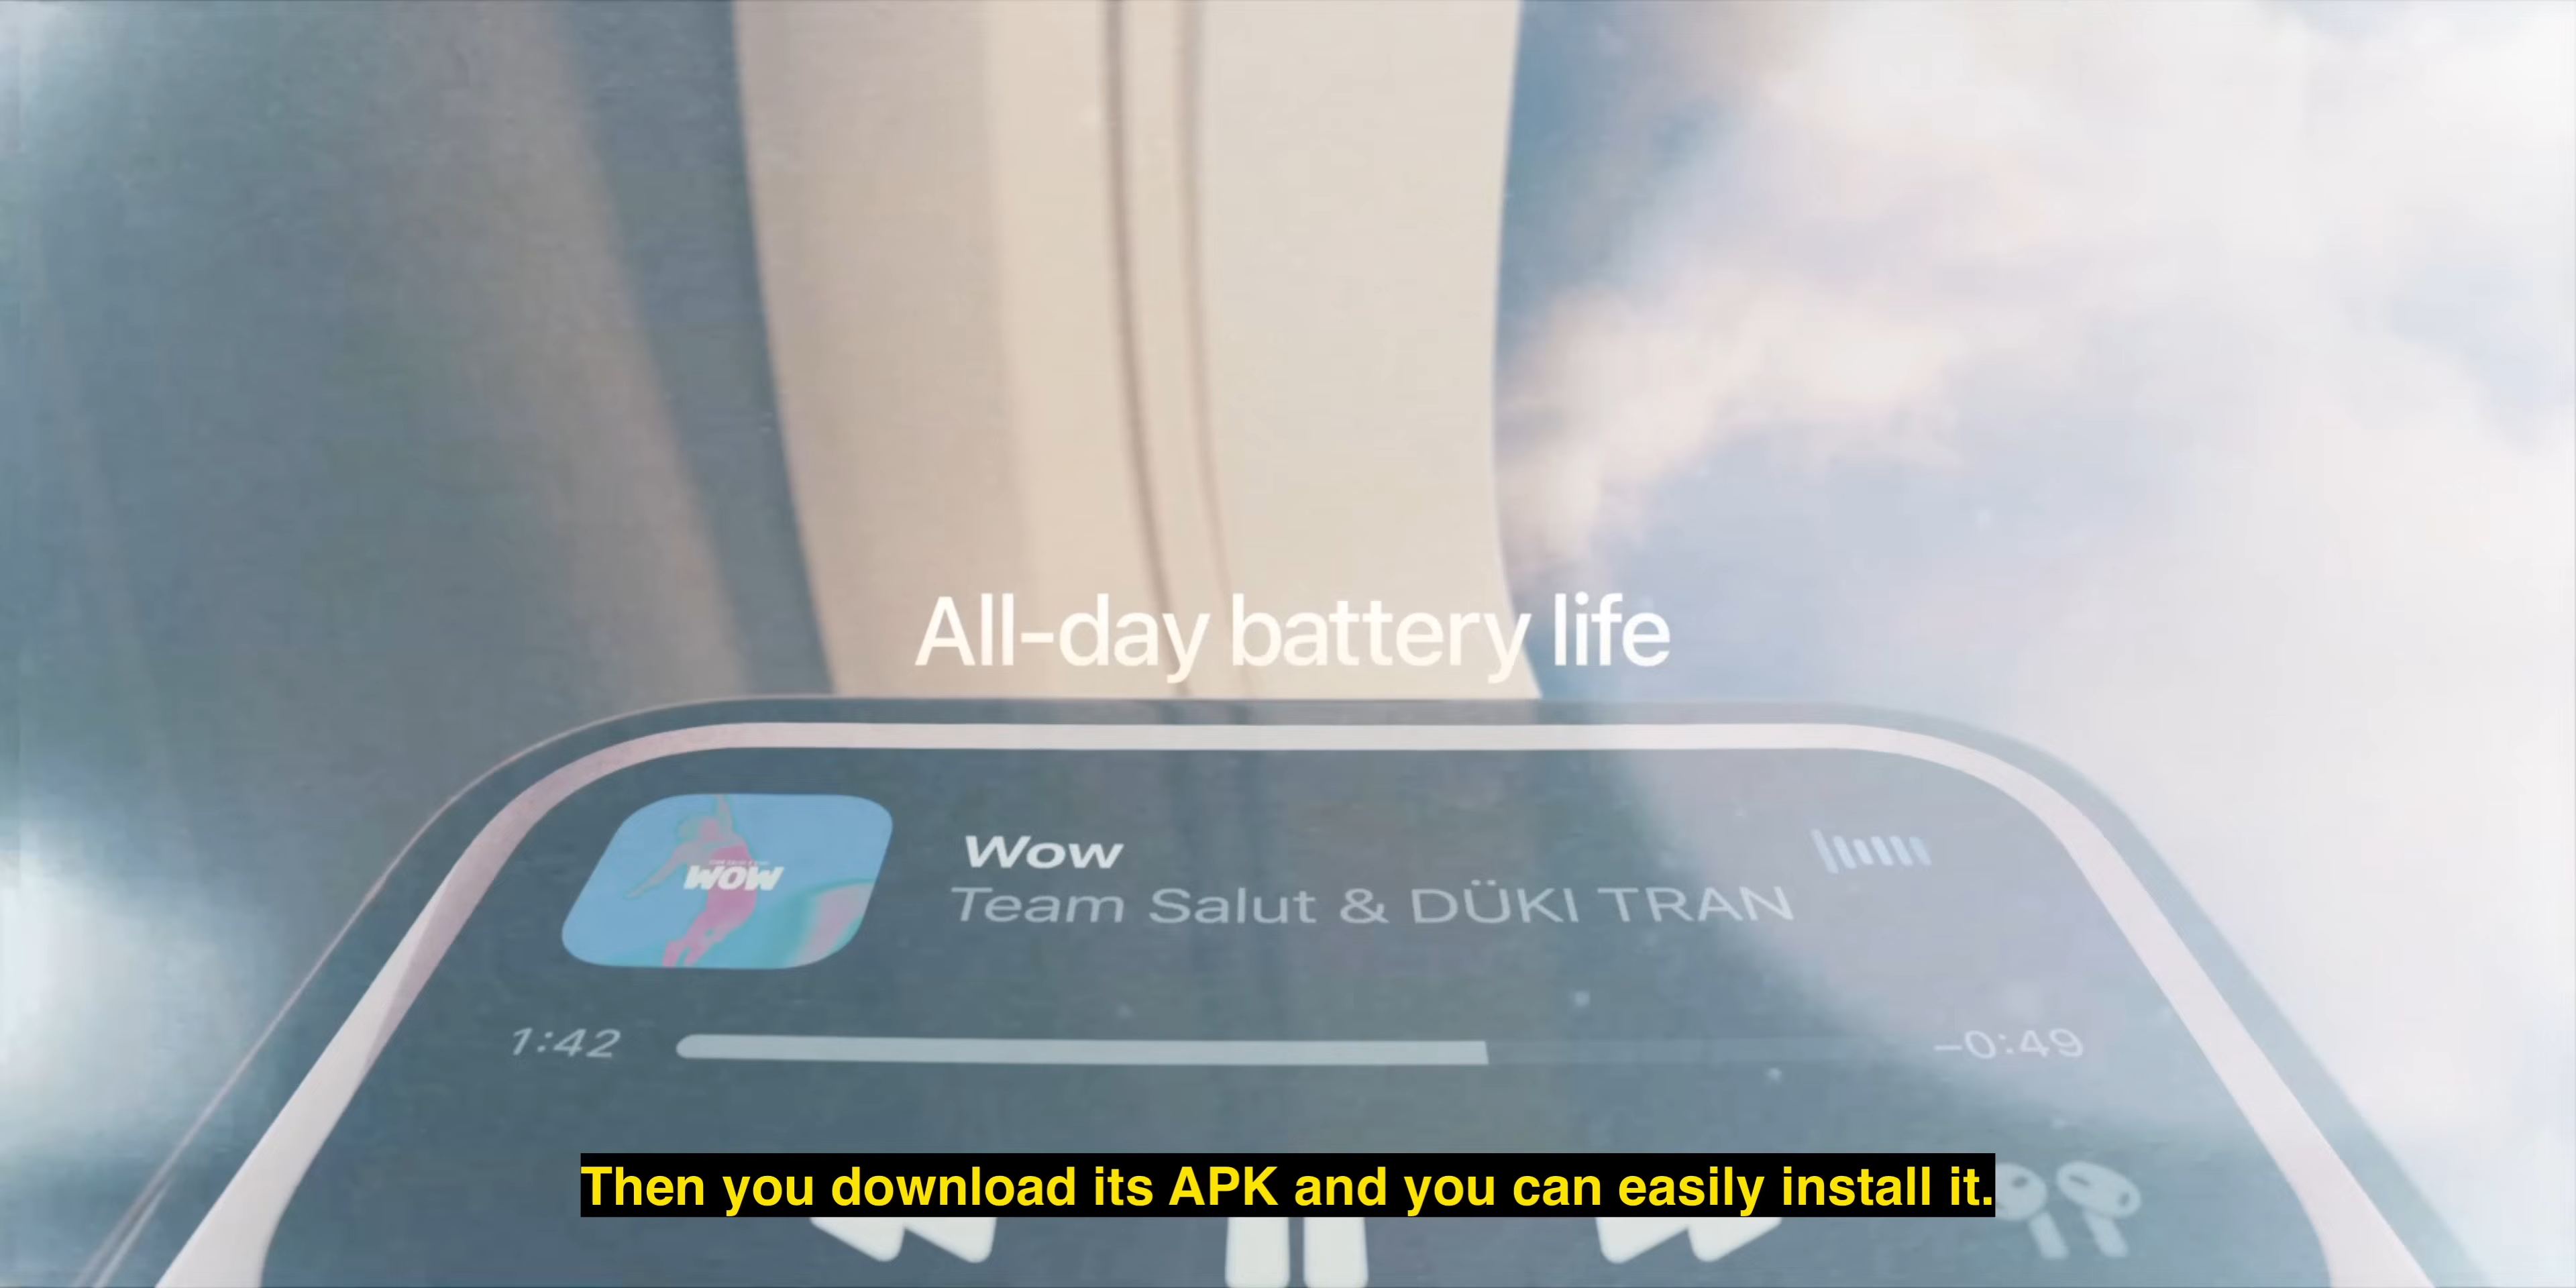 All-day battery life
WOW
Wow
Team Salut & DÜKI TRAN
1:42
-0:49
Then you download its APK and you can easily install it.